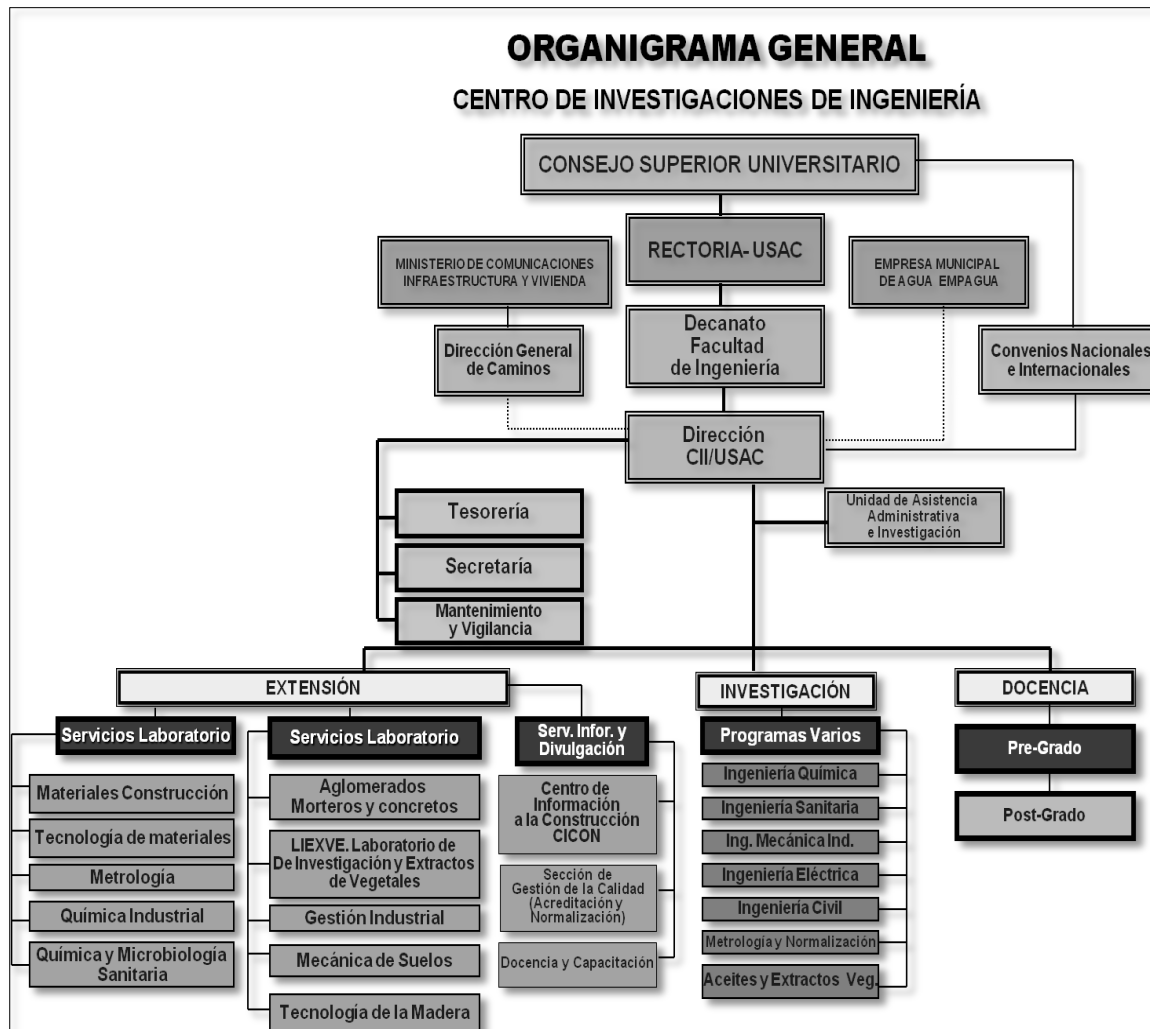 ORGANIGRAMA GENERAL
CENTRO DE INVESTIGACIONES DE INGENIERÍA
CONSEJO SUPERIOR UNIVERSITARIO
RECTORIA- USAC
MINISTERIO DE COMUNICACIONES
INFRAESTRUCTURA Y VIVIENDA
EMPRESA MUNICIPAL
DE AGUA EMPAGUA
Decanato
Facultad
de Ingeniería
Dirección General
de Caminos
Convenios Nacionales
e Internacionales
Dirección
CII/USAC
Unidad de Asistencia
Administrativa
e Investigación
Tesorería
Secretaría
Mantenimiento
y Vigilancia
EXTENSIÓN
INVESTIGACIÓN
DOCENCIA
Servicios Laboratorio
Materiales Construcción
Tecnología de materiales
Metrología
Química Industrial
Química y Microbiología
Sanitaria
Servicios Laboratorio
Aglomerados
Morteros y concretos
LIEXVE. Laboratorio de
De Investigación y Extractos
de Vegetales
Gestión Industrial
Mecánica de Suelos
Tecnología de la Madera
Serv. Infor. y
Divulgación
Centro de
Información
a la Construcción
CICON
Sección de
Gestión de la Calidad
(Acreditación y
Normalización)
Docencia y Capacitación
Programas Varios
Ingeniería Química
Ingeniería Sanitaria
Ing. Mecánica Ind.
Ingeniería Eléctrica
Ingeniería Civil
Metrología y Normalización
Aceites y Extractos Veg.
Pre-Grado
Post-Grado